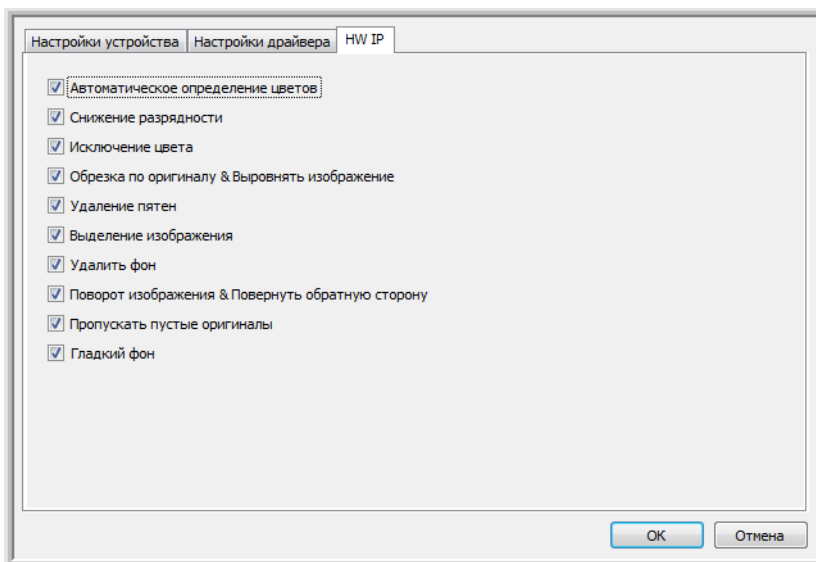 Настройки устройства Настройки драйвера HW IP
Автоматическое определение цветов
Снижение разрядности
Исключение цвета
Обрезка по оригиналу & Выровнять изображение
Удаление пятен
Выделение изображения
Удалить фон
Поворот изображения & Повернуть обратную сторону
Пропускать пустые оригиналы
Гладкий фон
OK Отмена